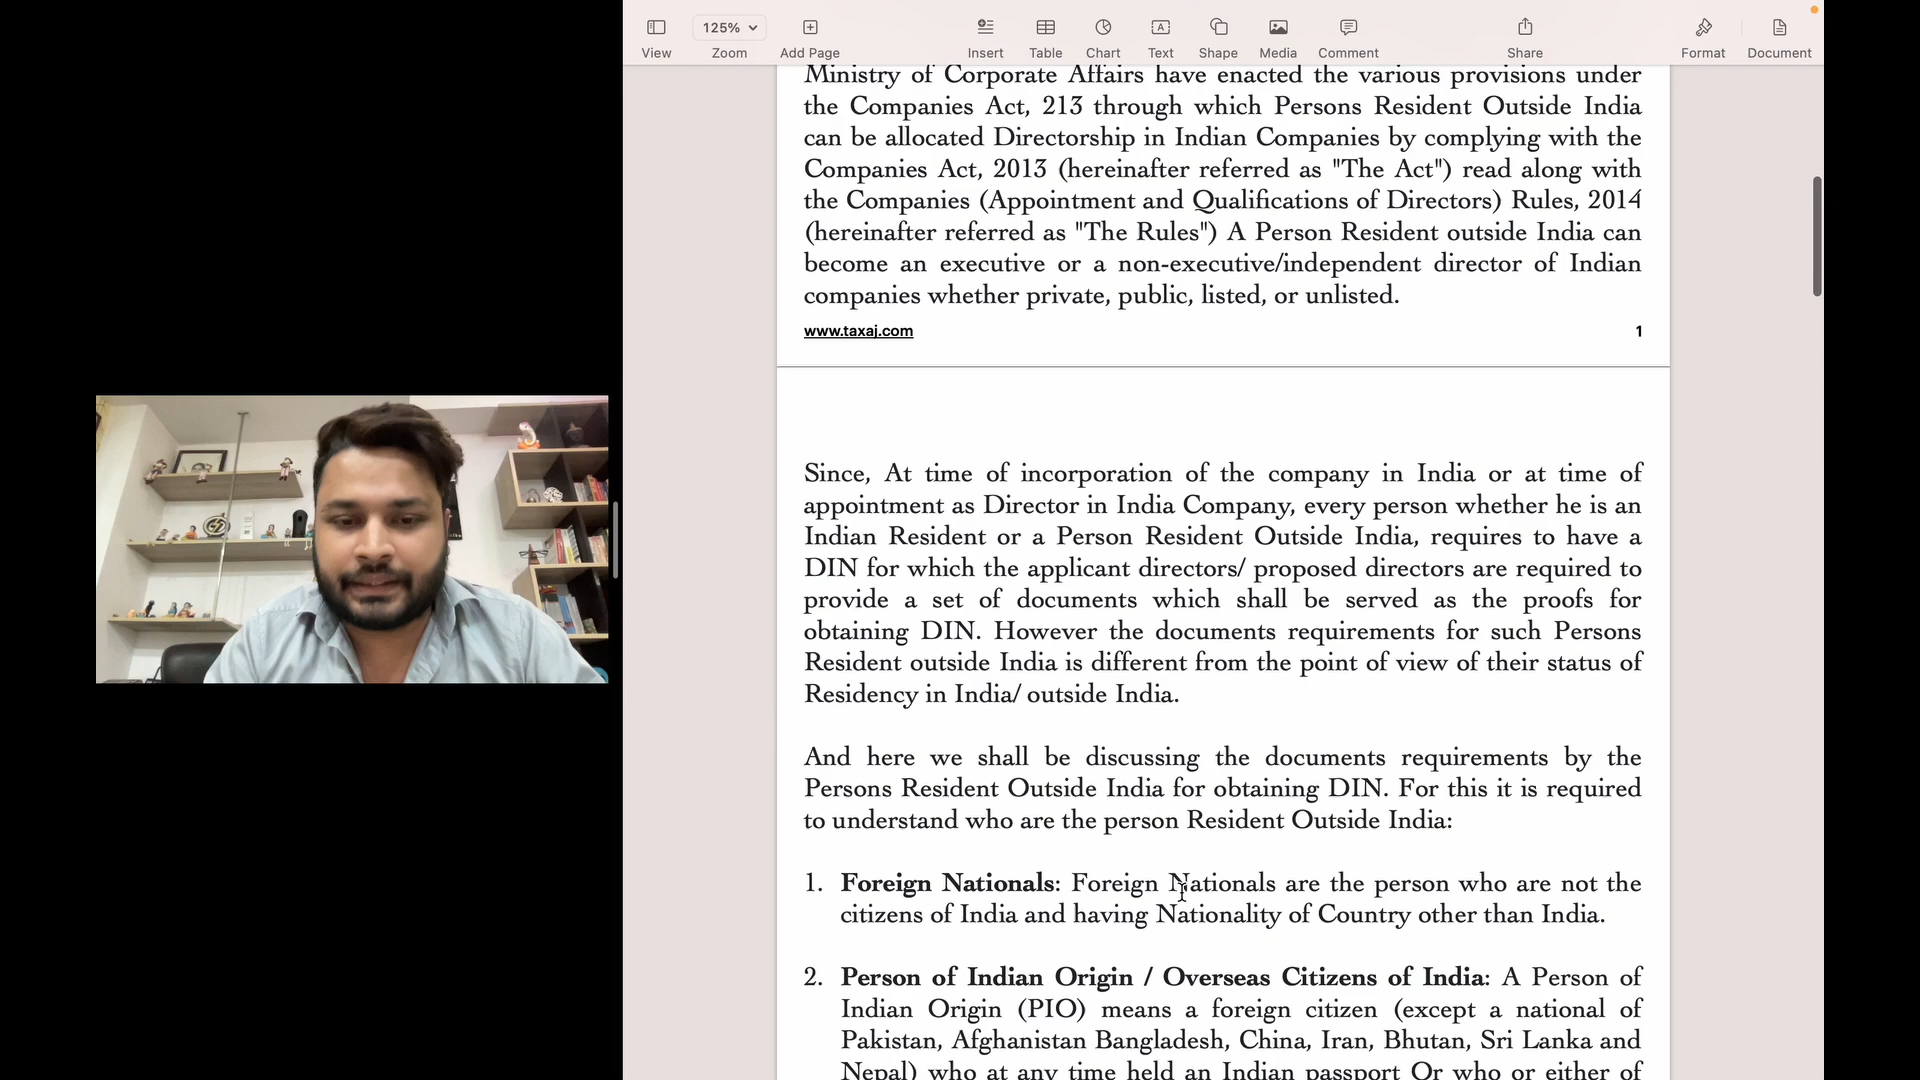 125%
View
Zoom
Add Page
Insert
Table
Chart
Text
Shape
Media
Comment
Share
Format
Document
Ministry of Corporate Affairs have enacted the various provisions under
the Companies Act, 213 through which Persons Resident Outside India
can be allocated Directorship in Indian Companies by complying with the
Companies Act, 2013 (hereinafter referred as "The Act") read along with
the Companies (Appointment and Qualifications of Directors) Rules, 2014
(hereinafter referred as "The Rules") A Person Resident outside India can
become an executive or a non-executive/independent director of Indian
companies whether private, public, listed, or unlisted.
www.taxaj.com 1
Since, At time of incorporation of the company in India or at time of
appointment as Director in India Company, every person whether he is an
Indian Resident or a Person Resident Outside India, requires to have a
DIN for which the applicant directors/ proposed directors are required to
provide a set of documents which shall be served as the proofs for
obtaining DIN. However the documents requirements for such Persons
Resident outside India is different from the point of view of their status of
Residency in India/ outside India.
And here we shall be discussing the documents requirements by the
Persons Resident Outside India for obtaining DIN. For this it is required
to understand who are the person Resident Outside India:
1. Foreign Nationals: Foreign Nationals are the person who are not the
citizens of India and having Nationality of Country other than India.
2. Person of Indian Origin / Overseas Citizens of India: A Person of
Indian Origin (PIO) means a foreign citizen (except a national of
Pakistan, Afghanistan Bangladesh, China, Iran, Bhutan, Sri Lanka and
Nepal) who at any time held an Indian passport Or who or either of